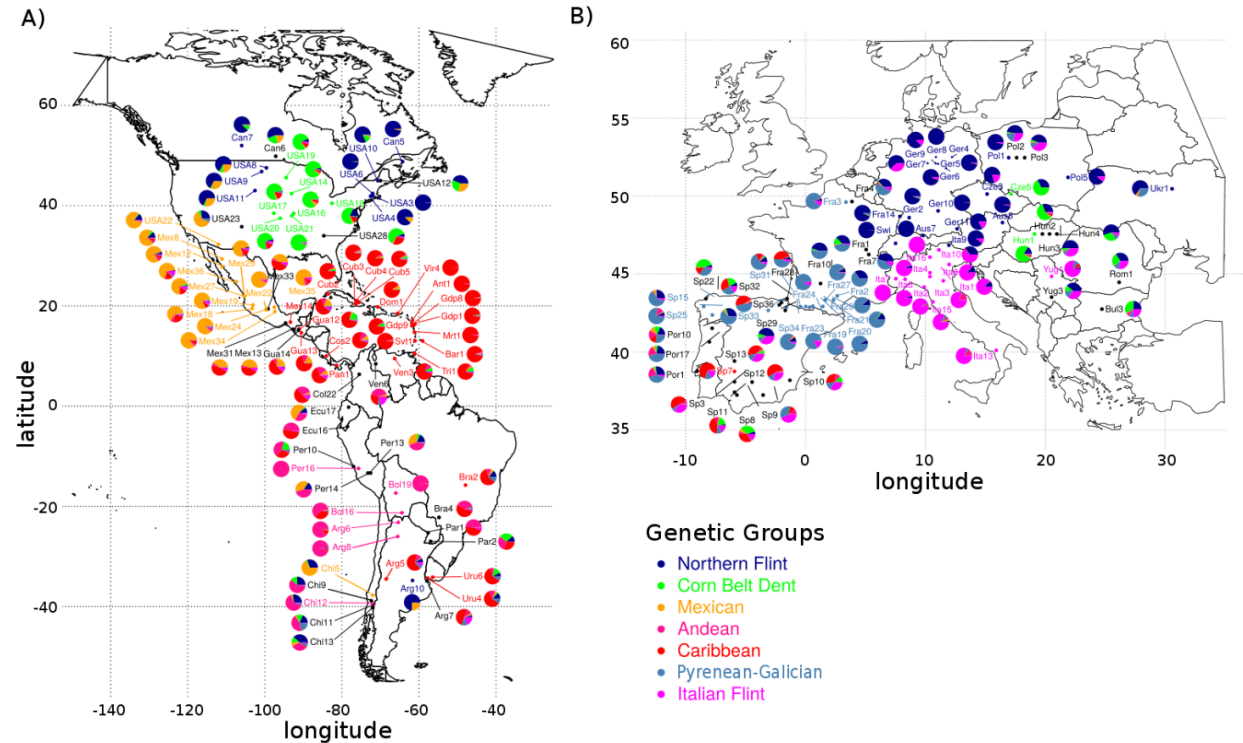 A)
B)
60
40
20
0
-20
-40
latitude
-140
-120
-100
-80
-60
-40
longitude
Can7
Can6
USA10
Can5
USA19
USA8
USA14
USA6
USA3
USA12
USA9
USA11
USA17
USA18
USA16
USA4
USA22
USA23
USA20
USA21
USA28
Mex8
Mex12
Mex36
Mex27
Mex19
Mex18
Mex24
Mex34
Mex33
Mex35
Mex14
Mex31
Mex13
Gua14
Gua12
Gua13
Cub2
Cub3
Cub4
Cub5
Dom1
Vir4
Ant1
Gdp8
Gdp1
Gdp9
Mrt1
Svt1
Bar1
Tri1
Cos2
Pan1
Ven3
Ven6
Col22
Ecu17
Ecu16
Per10
Per13
Per16
Per14
Bol19
Bra2
Bol16
Bra4
Arg6
Par1
Arg8
Par2
Chi5
Arg5
Chi9
Arg10
Uru6
Chi12
Uru4
Chi11
Arg7
Chi13
60
55
50
45
40
35
-10
0
10
20
30
longitude
Ger9
Ger8
Ger4
Ger7
Ger5
Ger6
Pol1
Pol2
Pol3
Pol5
Ukr1
Fra4
Fra3
Cze3
Cze5
Ger10
Ger2
Ger11
Fra14
Swi
Aus7
Ita9
Hun1
Hun2
Hun3
Hun4
Fra1
Fra7
Fra10
Ita10
Ita4
Ita2
Ita3
Ita1
Ita15
Ita13
Rom1
Yug3
Bul3
Sp31
Sp22
Sp32
Fra28
Fra27
Fra24
Fra2
Fra21
Sp15
Sp25
Sp33
Sp36
Sp29
Sp34
Fra23
Fra19
Fra20
Por10
Por17
Por1
Sp13
Sp7
Sp12
Sp10
Sp3
Sp11
Sp8
Sp9
Genetic Groups
Northern Flint
Corn Belt Dent
Mexican
Andean
Caribbean
Pyrenean-Galician
Italian Flint